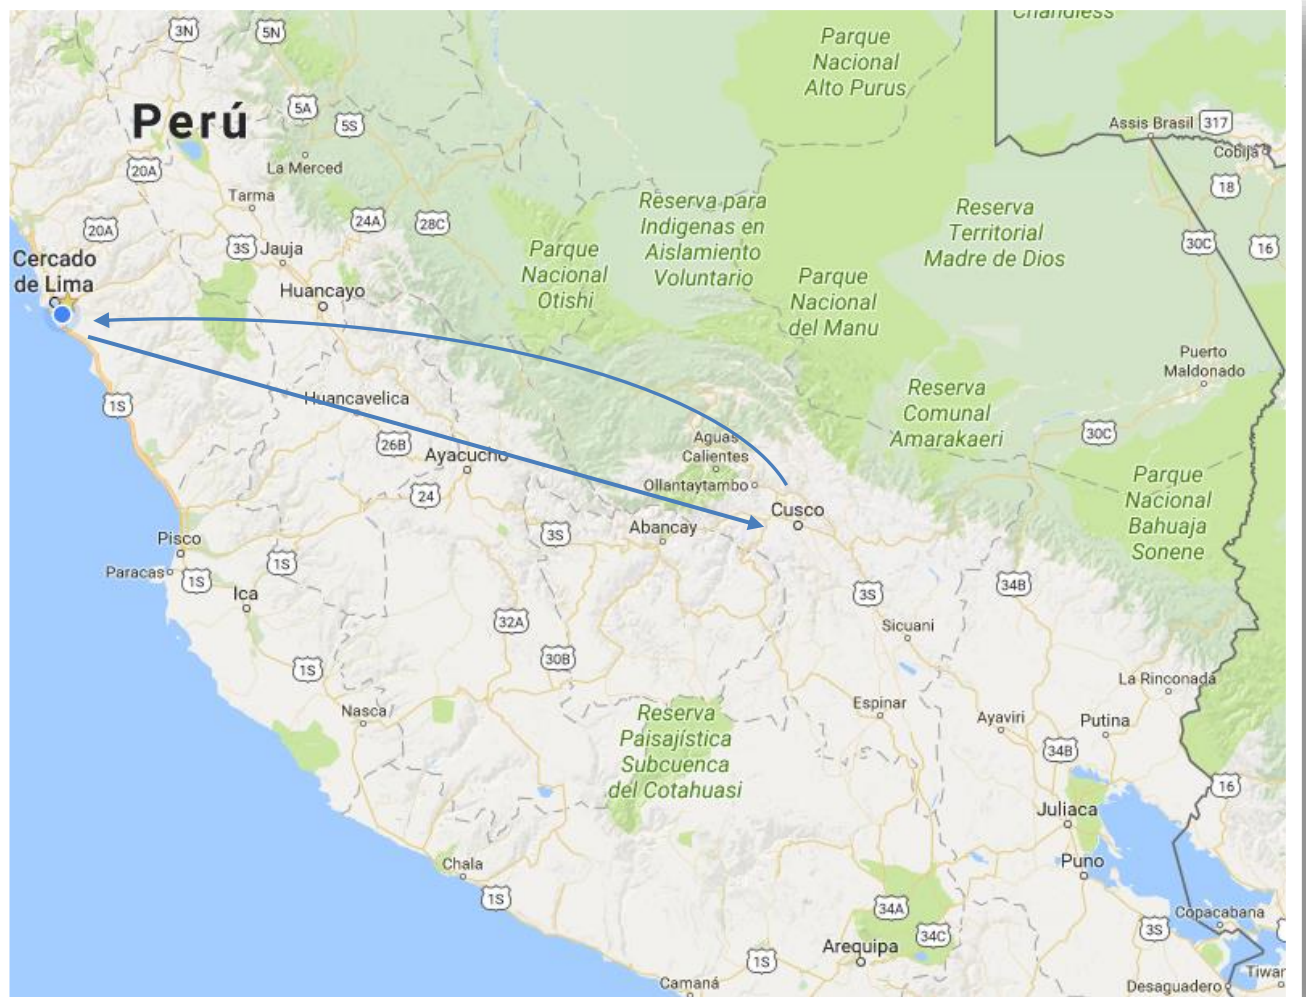 Chandless
3N
5N
Parque
Nacional
Alto Purus
5A
Perú
5S
Assis Brasil
317
Cobija
La Merced
20A
18
Tarma
Reserva para
Indigenas en
Aislamiento
Voluntario
Reserva
Territorial
Madre de Dios
24A
28C
20A
3S
Jauja
30C
16
Parque
Nacional
Otishi
Cercado
de Lima
Parque
Nacional
del Manu
Huancayo
Puerto
Maldonado
Reserva
Comunal
Amarakaeri
Huancavelica
1S
30C
26B
Aguas
Calientes
Ayacucho
Parque
Nacional
Bahuaja
Sonene
Ollantaytambo
24
Cusco
Abancay
3S
Pisco
1S
Paracas
1S
34B
Ica
3S
32A
Sicuani
30B
1S
La Rinconada
Nasca
Espinar
Reserva
Paisajística
Subcuenca
del Cotahuasi
Ayaviri
Putina
34B
16
Juliaca
Chala
Puno
1S
34A
Copacabana
34C
3S
Arequipa
1S
Camaná
Desaguadero
Tiwan